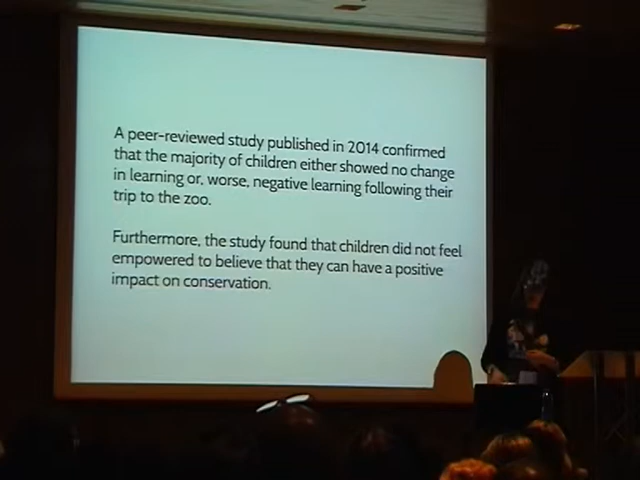 A peer-reviewed study published in 2014 confirmed
that the majority of children either showed no change
in learning or, worse, negative learning following their
trip to the zoo.
Furthermore, the study found that children did not feel
empowered to believe that they can have a positive
impact on conservation.